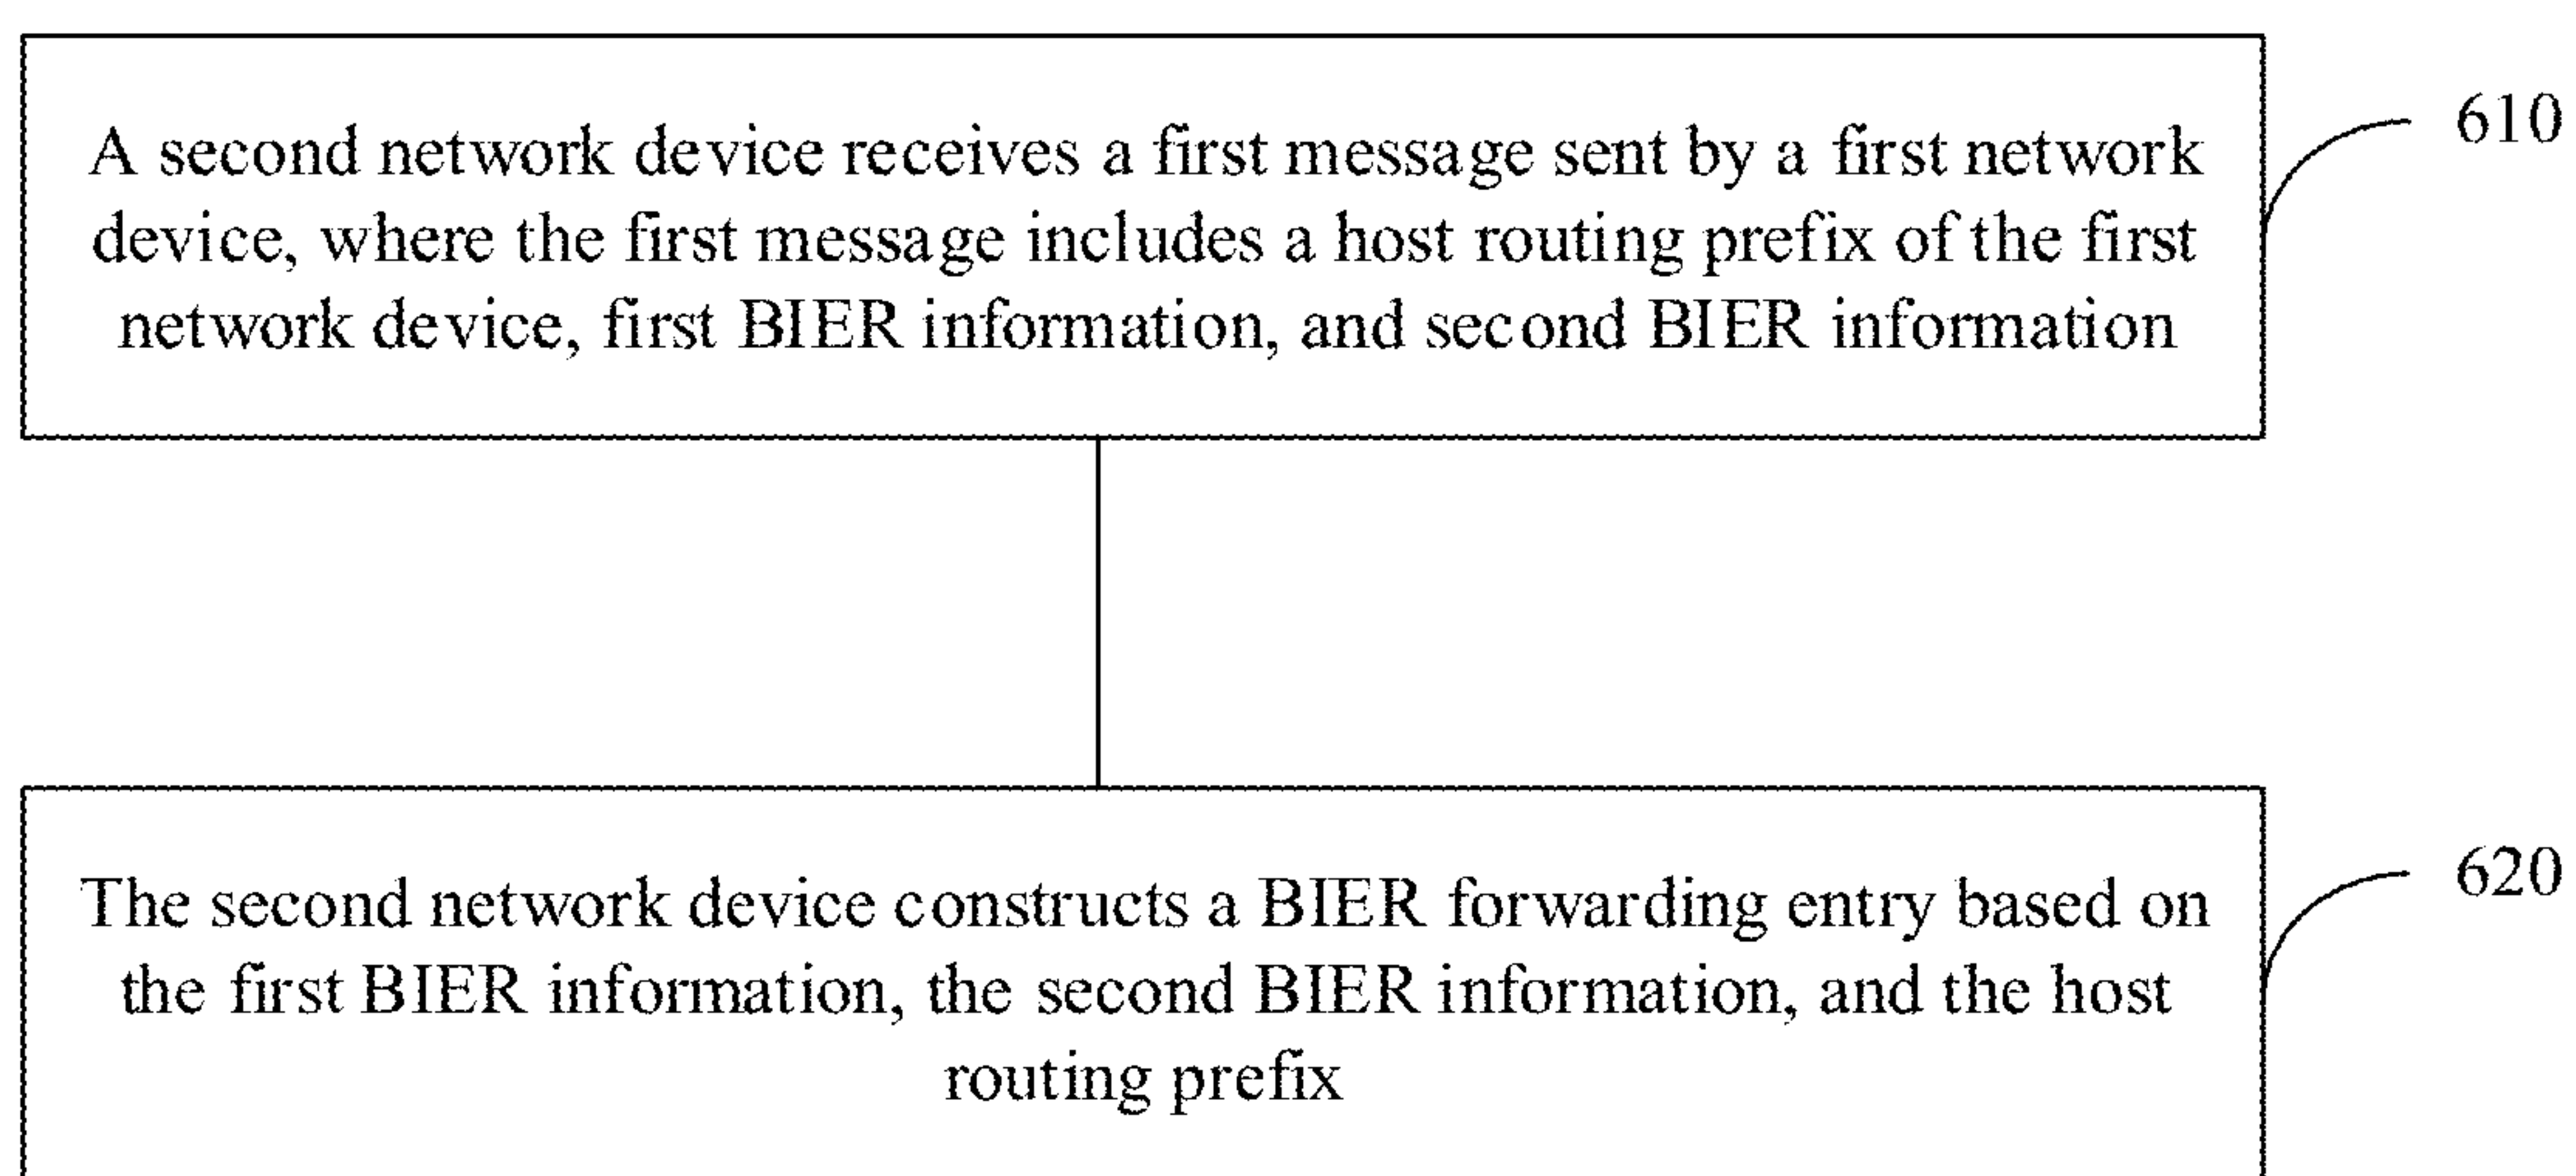 A second network device receives a first message sent by a first network
device, where the first message includes a host routing prefix of the first
network device, first BIER information, and second BIER information
610
The second network device constructs a BIER forwarding entry based on
the first BIER information, the second BIER information, and the host
routing prefix
620